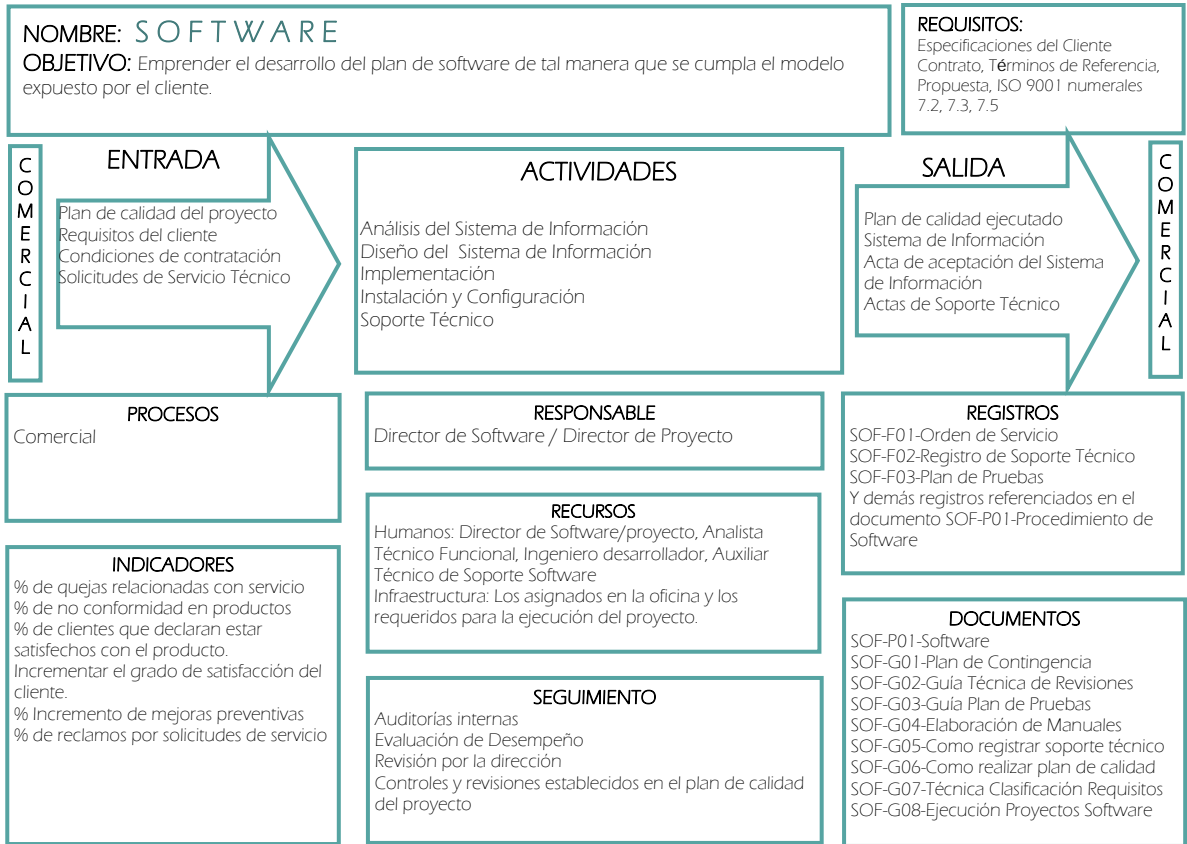 NOMBRE: S O F T W A R E
OBJETIVO: Emprender el desarrollo del plan de software de tal manera que se cumpla el modelo
expuesto por el cliente.
REQUISITOS:
Especificaciones del Cliente
Contrato, Términos de Referencia,
Propuesta, ISO 9001 numerales
7.2, 7.3, 7.5
C
O
M
E
R
C
I
A
L
ENTRADA
Plan de calidad del proyecto
Requisitos del cliente
Condiciones de contratación
Solicitudes de Servicio Técnico
ACTIVIDADES
Análisis del Sistema de Información
Diseño del Sistema de Información
Implementación
Instalación y Configuración
Soporte Técnico
SALIDA
Plan de calidad ejecutado
Sistema de Información
Acta de aceptación del Sistema
de Información
Actas de Soporte Técnico
C
O
M
E
R
C
I
A
L
PROCESOS
Comercial
RESPONSABLE
Director de Software / Director de Proyecto
REGISTROS
SOF-F01-Orden de Servicio
SOF-F02-Registro de Soporte Técnico
SOF-F03-Plan de Pruebas
Y demás registros referenciados en el
documento SOF-P01-Procedimiento de
Software
RECURSOS
Humanos: Director de Software/proyecto, Analista
Técnico Funcional, Ingeniero desarrollador, Auxiliar
Técnico de Soporte Software
Infraestructura: Los asignados en la oficina y los
requeridos para la ejecución del proyecto.
INDICADORES
% de quejas relacionadas con servicio
% de no conformidad en productos
% de clientes que declaran estar
satisfechos con el producto.
Incrementar el grado de satisfacción del
cliente.
% Incremento de mejoras preventivas
% de reclamos por solicitudes de servicio
SEGUIMIENTO
Auditorías internas
Evaluación de Desempeño
Revisión por la dirección
Controles y revisiones establecidos en el plan de calidad
del proyecto
DOCUMENTOS
SOF-P01-Software
SOF-G01-Plan de Contingencia
SOF-G02-Guía Técnica de Revisiones
SOF-G03-Guía Plan de Pruebas
SOF-G04-Elaboración de Manuales
SOF-G05-Como registrar soporte técnico
SOF-G06-Como realizar plan de calidad
SOF-G07-Técnica Clasificación Requisitos
SOF-G08-Ejecución Proyectos Software